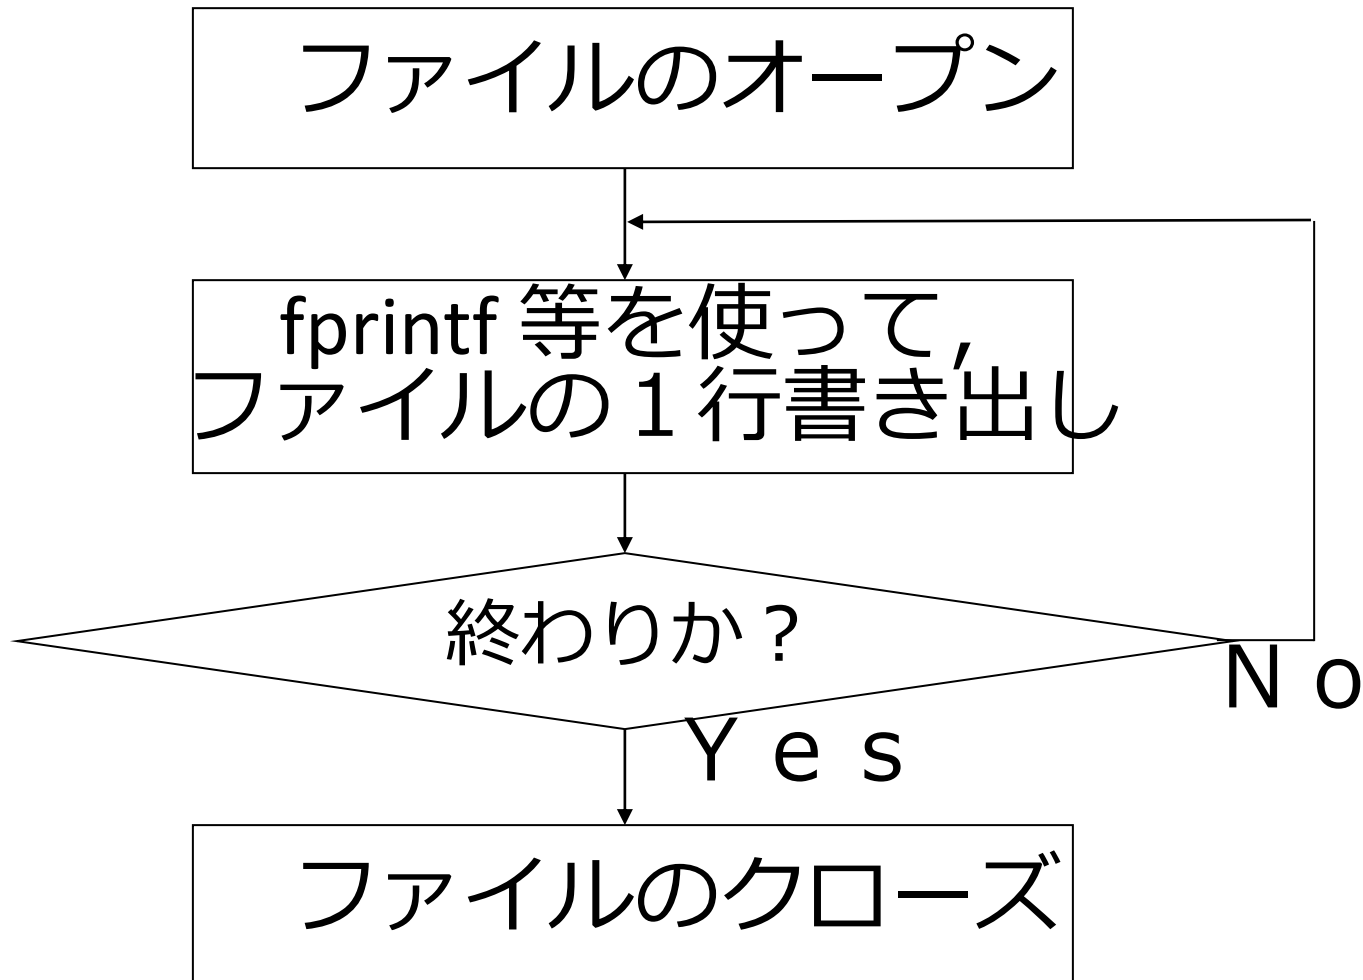 ファイルのオープン
fprintf 等を使って,
ファイルの１行書き出し
終わりか？
Ｎｏ
Ｙｅｓ
ファイルのクローズ